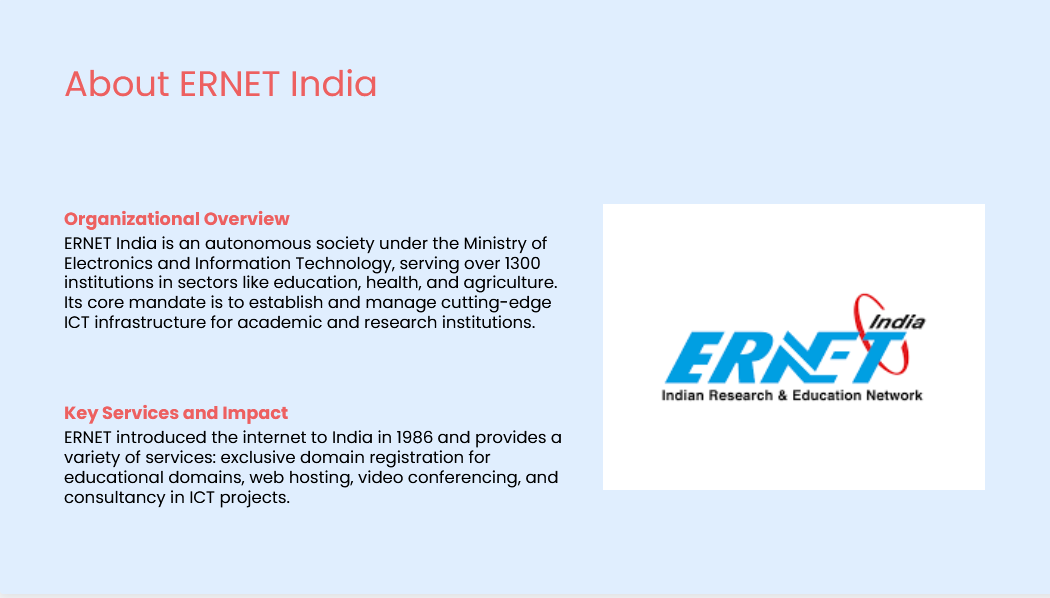 About ERNET India
Organizational Overview
ERNET India is an autonomous society under the Ministry of
Electronics and Information Technology, serving over 1300
institutions in sectors like education, health, and agriculture.
Its core mandate is to establish and manage cutting-edge
ICT infrastructure for academic and research institutions.
Key Services and Impact
ERNET introduced the internet to India in 1986 and provides a
variety of services: exclusive domain registration for
educational domains, web hosting, video conferencing, and
consultancy in ICT projects.
India
ERNET
Indian Research & Education Network